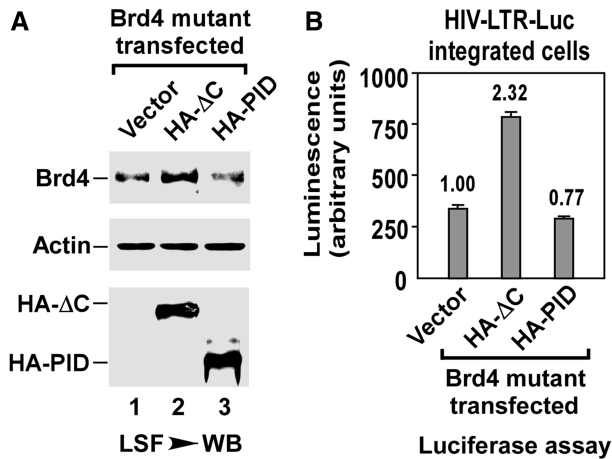 A
Brd4 mutant
transfected
Vector
HA-ΔC
HA-PID
Brd4
Actin
HA-ΔC
HA-PID
1 2 3
LSF ➤ WB
B
HIV-LTR-Luc
integrated cells
Luminescence
(arbitrary units)
1000
750
500
250
0
1.00
2.32
0.77
Vector
HA-ΔC
HA-PID
Brd4 mutant
transfected
Luciferase assay